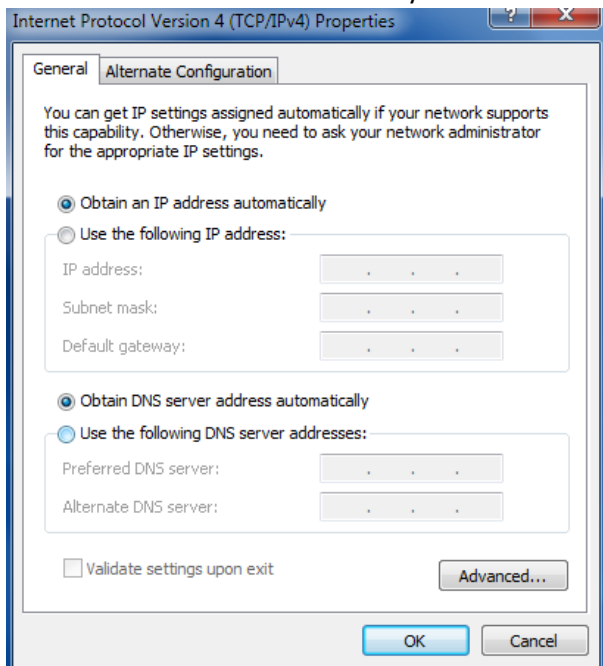 Internet Protocol Version 4 (TCP/IPv4) Properties
? X
General Alternate Configuration
You can get IP settings assigned automatically if your network supports
this capability. Otherwise, you need to ask your network administrator
for the appropriate IP settings.
Obtain an IP address automatically
Use the following IP address:
IP address:
. . .
Subnet mask:
. . .
Default gateway:
. . .
Obtain DNS server address automatically
Use the following DNS server addresses:
Preferred DNS server:
. . .
Alternate DNS server:
. . .
Validate settings upon exit
Advanced...
OK Cancel